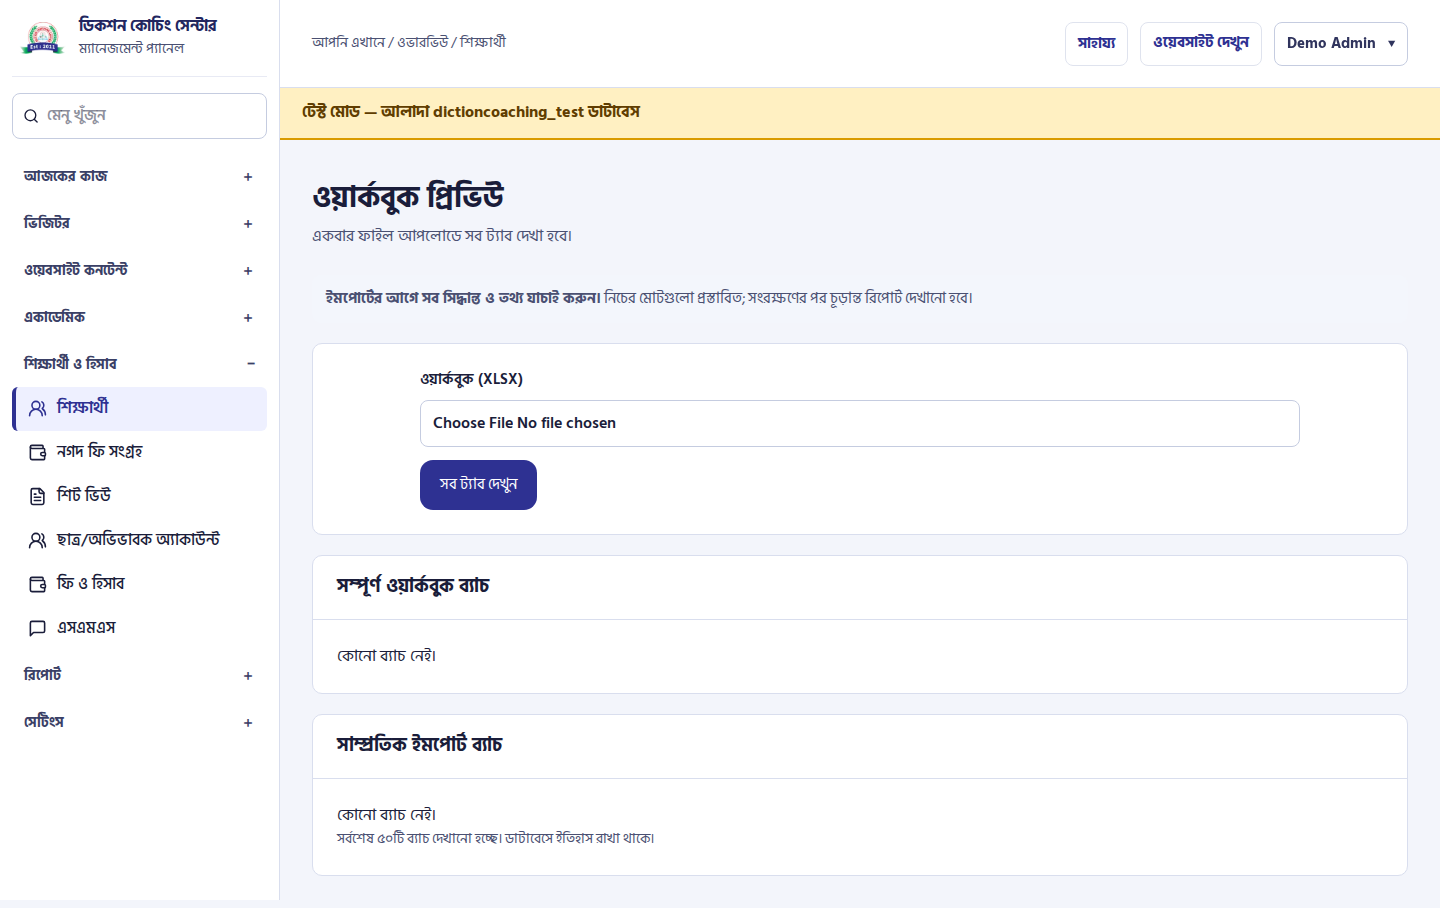 ডিকশন কোচিং সেন্টার
ম্যানেজমেন্ট প্যানেল
Est : 2011
মেনু খুঁজুন
আজকের কাজ +
ভিজিটর +
ওয়েবসাইট কনটেন্ট +
একাডেমিক +
শিক্ষার্থী ও হিসাব −
শিক্ষার্থী
নগদ ফি সংগ্রহ
শিট ভিউ
ছাত্র/অভিভাবক অ্যাকাউন্ট
ফি ও হিসাব
এসএমএস
রিপোর্ট +
সেটিংস +
আপনি এখানে / ওভারভিউ / শিক্ষার্থী
সাহায্য
ওয়েবসাইট দেখুন
Demo Admin
টেস্ট মোড — আলাদা dictioncoaching_test ডাটাবেস
ওয়ার্কবুক প্রিভিউ
একবার ফাইল আপলোডে সব ট্যাব দেখা হবে।
ইমপোর্টের আগে সব সিদ্ধান্ত ও তথ্য যাচাই করুন। নিচের মোটগুলো প্রস্তাবিত; সংরক্ষণের পর চূড়ান্ত রিপোর্ট দেখানো হবে।
ওয়ার্কবুক (XLSX)
Choose File No file chosen
সব ট্যাব দেখুন
সম্পূর্ণ ওয়ার্কবুক ব্যাচ
কোনো ব্যাচ নেই।
সাম্প্রতিক ইমপোর্ট ব্যাচ
কোনো ব্যাচ নেই।
সর্বশেষ ৫০টি ব্যাচ দেখানো হচ্ছে। ডাটাবেসে ইতিহাস রাখা থাকে।